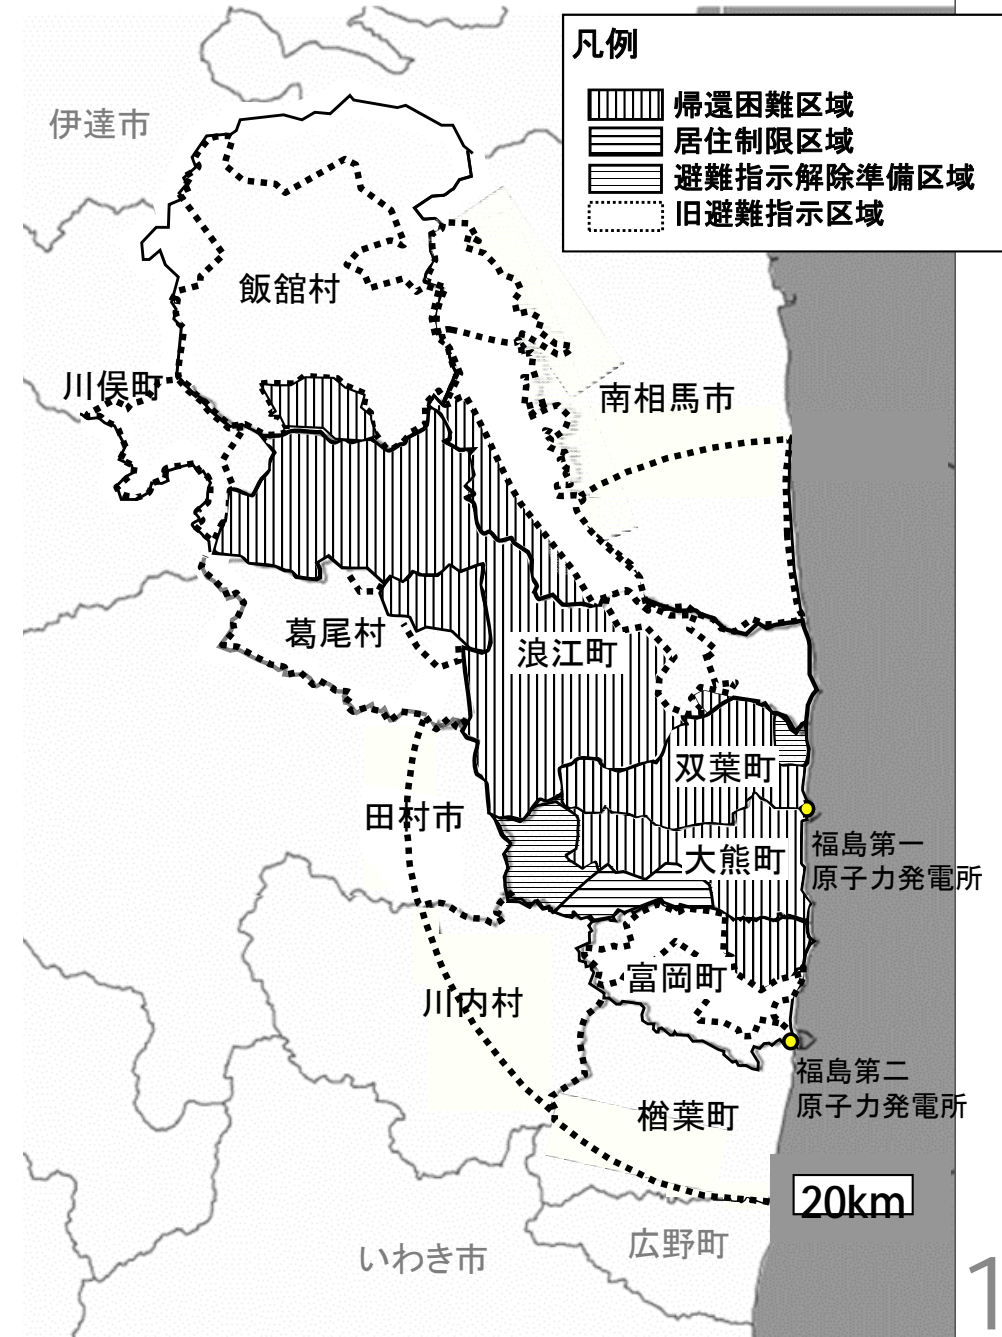 凡例
帰還困難区域
居住制限区域
避難指示解除準備区域
旧避難指示区域
伊達市
飯舘村
川俣町
南相馬市
葛尾村
浪江町
双葉町
田村市
福島第一
原子力発電所
大熊町
富岡町
川内村
福島第二
原子力発電所
楢葉町
20km
広野町
いわき市
1